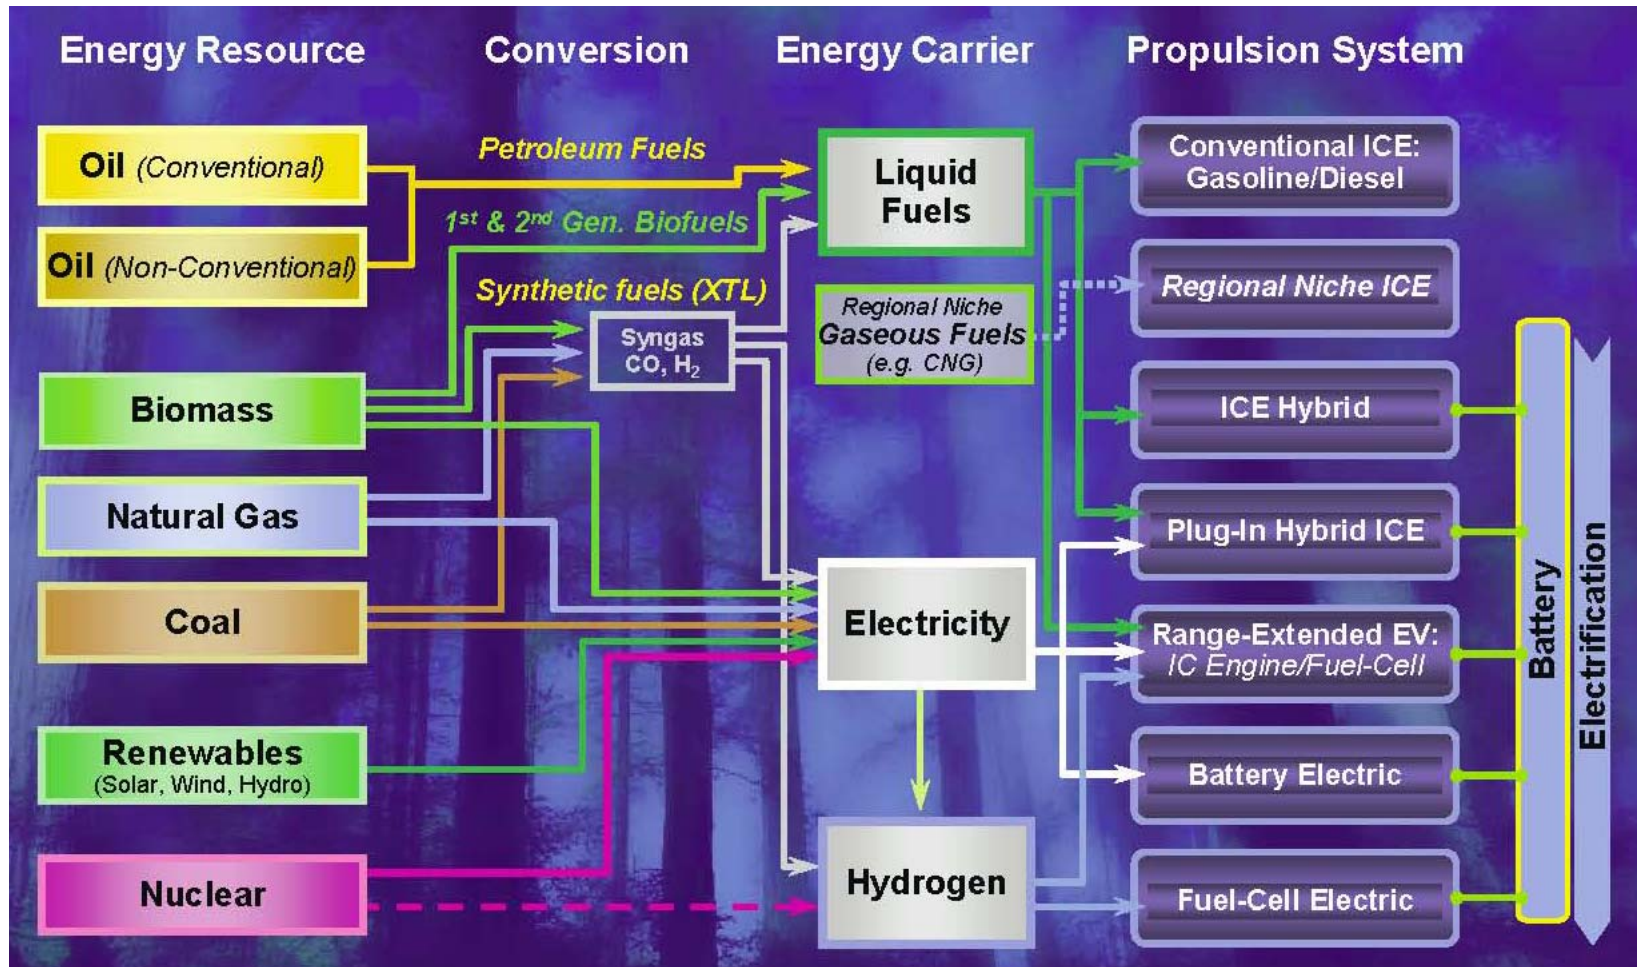 Energy Resource
Conversion
Energy Carrier
Propulsion System
Oil (Conventional)
Oil (Non-Conventional)
Biomass
Natural Gas
Coal
Renewables
(Solar, Wind, Hydro)
Nuclear
Petroleum Fuels
1st & 2nd Gen. Biofuels
Synthetic fuels (XTL)
Syngas
CO, H₂
Liquid
Fuels
Regional Niche
Gaseous Fuels
(e.g. CNG)
Electricity
Hydrogen
Conventional ICE:
Gasoline/Diesel
Regional Niche ICE
ICE Hybrid
Plug-In Hybrid ICE
Range-Extended EV:
IC Engine/Fuel-Cell
Battery Electric
Fuel-Cell Electric
Battery
Electrification